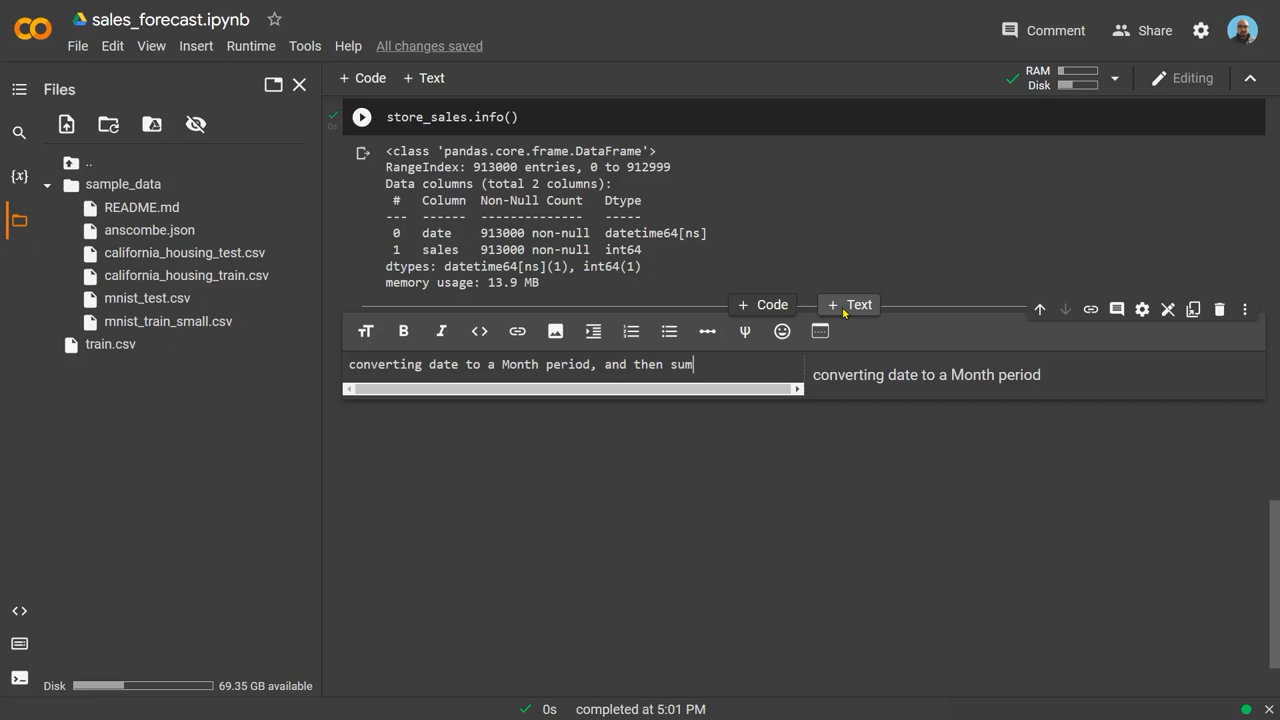 sales_forecast.ipynb
Comment
Share
File Edit View Insert Runtime Tools Help All changes saved
Files
+ Code + Text
RAM
Disk
Editing
..
sample_data
README.md
anscombe.json
california_housing_test.csv
california_housing_train.csv
mnist_test.csv
mnist_train_small.csv
train.csv
{x}
Disk 69.35 GB available
0s
store_sales.info()
<class 'pandas.core.frame.DataFrame'>
RangeIndex: 913000 entries, 0 to 912999
Data columns (total 2 columns):
# Column Non-Null Count Dtype
--- ------ -------------- -----
0 date 913000 non-null datetime64[ns]
1 sales 913000 non-null int64
dtypes: datetime64[ns](1), int64(1)
memory usage: 13.9 MB
+ Code + Text
converting date to a Month period, and then sum
converting date to a Month period
0s completed at 5:01 PM